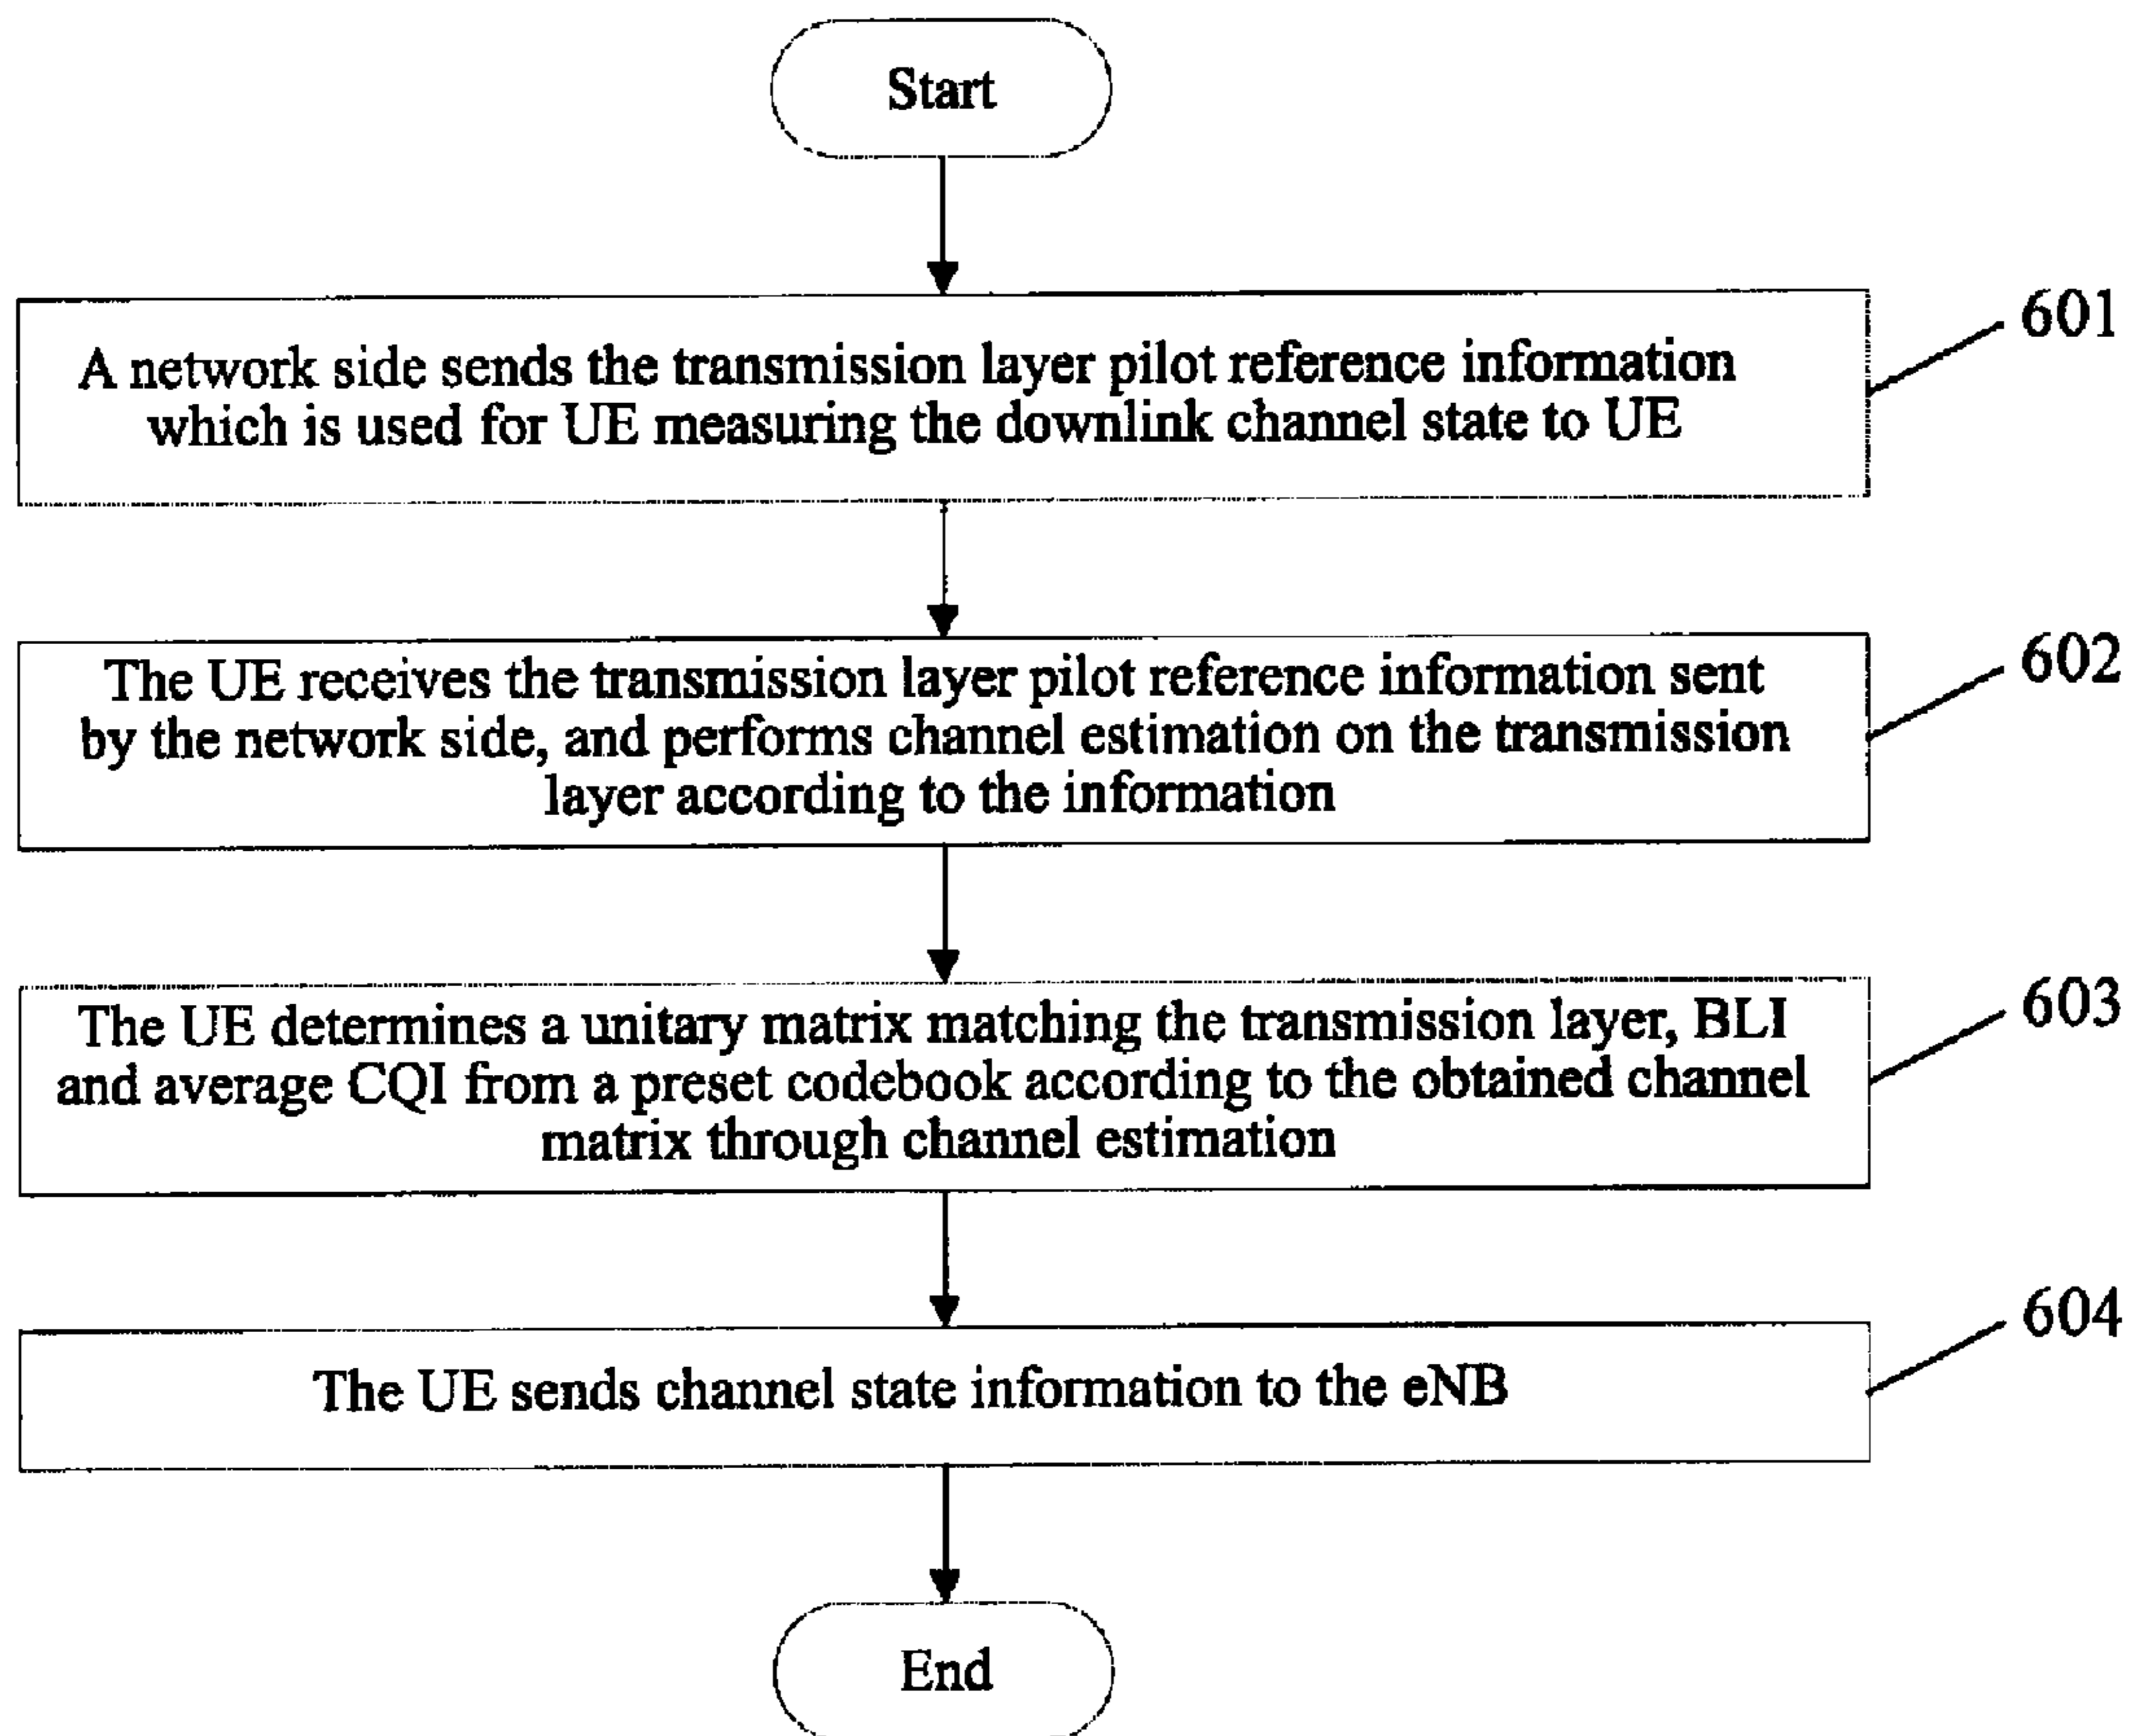 Start
A network side sends the transmission layer pilot reference information
which is used for UE measuring the downlink channel state to UE
601
The UE receives the transmission layer pilot reference information sent
by the network side, and performs channel estimation on the transmission
layer according to the information
602
The UE determines a unitary matrix matching the transmission layer, BLI
and average CQI from a preset codebook according to the obtained channel
matrix through channel estimation
603
The UE sends channel state information to the eNB
604
End